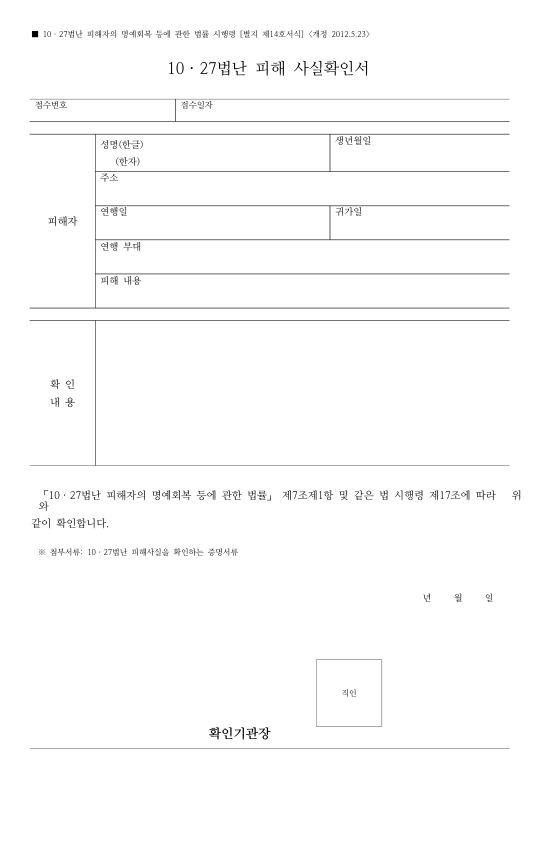 ■ 10ㆍ27법난 피해자의 명예회복 등에 관한 법률 시행령 [별지 제14호서식] <개정 2012.5.23>
10ㆍ27법난 피해 사실확인서
접수번호 접수일자
성명(한글) 생년월일
(한자)
주소
피해자
연행일 귀가일
연행 부대
피해 내용
확 인
내 용
「10ㆍ27법난 피해자의 명예회복 등에 관한 법률」 제7조제1항 및 같은 법 시행령 제17조에 따라 위
와
같이 확인합니다.
※ 첨부서류: 10ㆍ27법난 피해사실을 확인하는 증명서류
년 월 일
직인
확인기관장